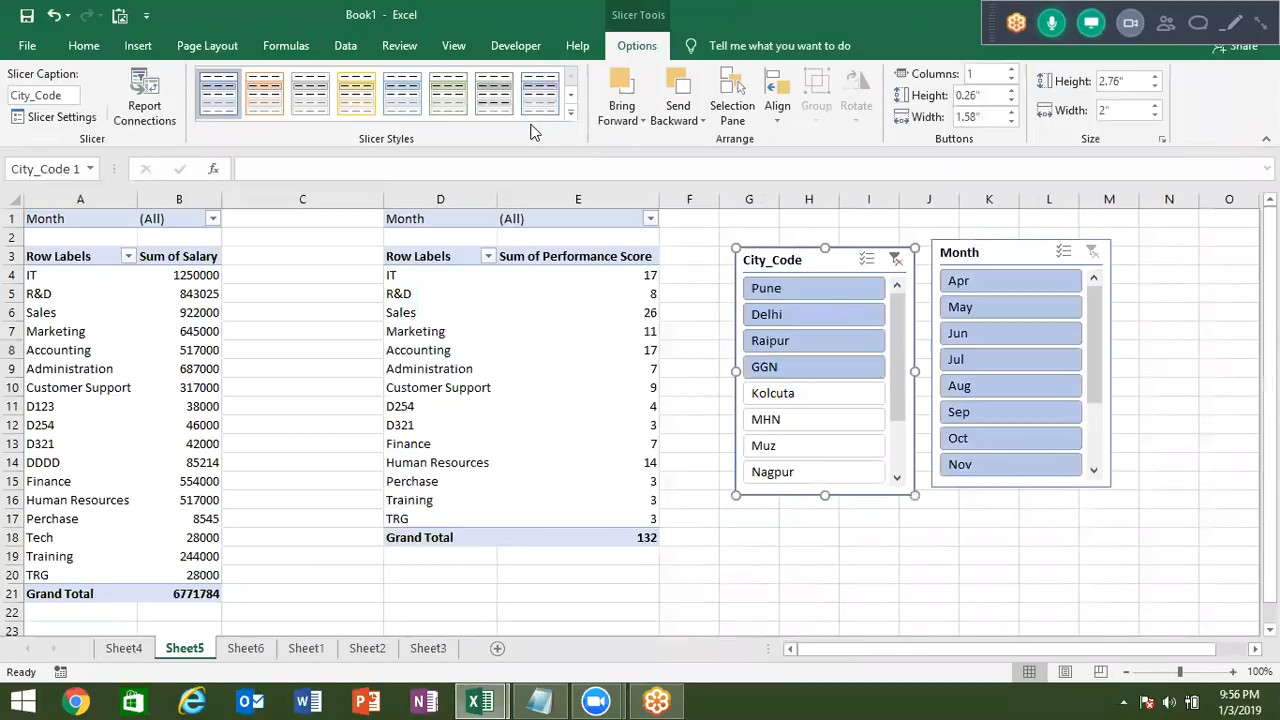 Book1 - Excel
Slicer Tools
File
Home
Insert
Page Layout
Formulas
Data
Review
View
Developer
Help
Options
Tell me what you want to do
Share
Slicer Caption:
City_Code
Slicer Settings
Report Connections
Slicer
Slicer Styles
Bring Forward
Send Backward
Selection Pane
Align
Group
Rotate
Arrange
Columns: 1
Height: 0.26"
Width: 1.58"
Buttons
Height: 2.76"
Width: 2"
Size
City_Code 1
fx
A B C D E F G H I J K L M N O
1 Month (All) Month (All)
2
3 Row Labels Sum of Salary Row Labels Sum of Performance Score
4 IT 1250000 IT 17
5 R&D 843025 R&D 8
6 Sales 922000 Sales 26
7 Marketing 645000 Marketing 11
8 Accounting 517000 Accounting 17
9 Administration 687000 Administration 7
10 Customer Support 317000 Customer Support 9
11 D123 38000 D254 4
12 D254 46000 D321 3
13 D321 42000 Finance 7
14 DDDD 85214 Human Resources 14
15 Finance 554000 Perchase 3
16 Human Resources 517000 Training 3
17 Perchase 8545 TRG 3
18 Tech 28000 Grand Total 132
19 Training 244000
20 TRG 28000
21 Grand Total 6771784
22
23
City_Code
Pune
Delhi
Raipur
GGN
Kolcuta
MHN
Muz
Nagpur
Month
Apr
May
Jun
Jul
Aug
Sep
Oct
Nov
Sheet4 Sheet5 Sheet6 Sheet1 Sheet2 Sheet3
Ready
100%
9:56 PM
1/3/2019